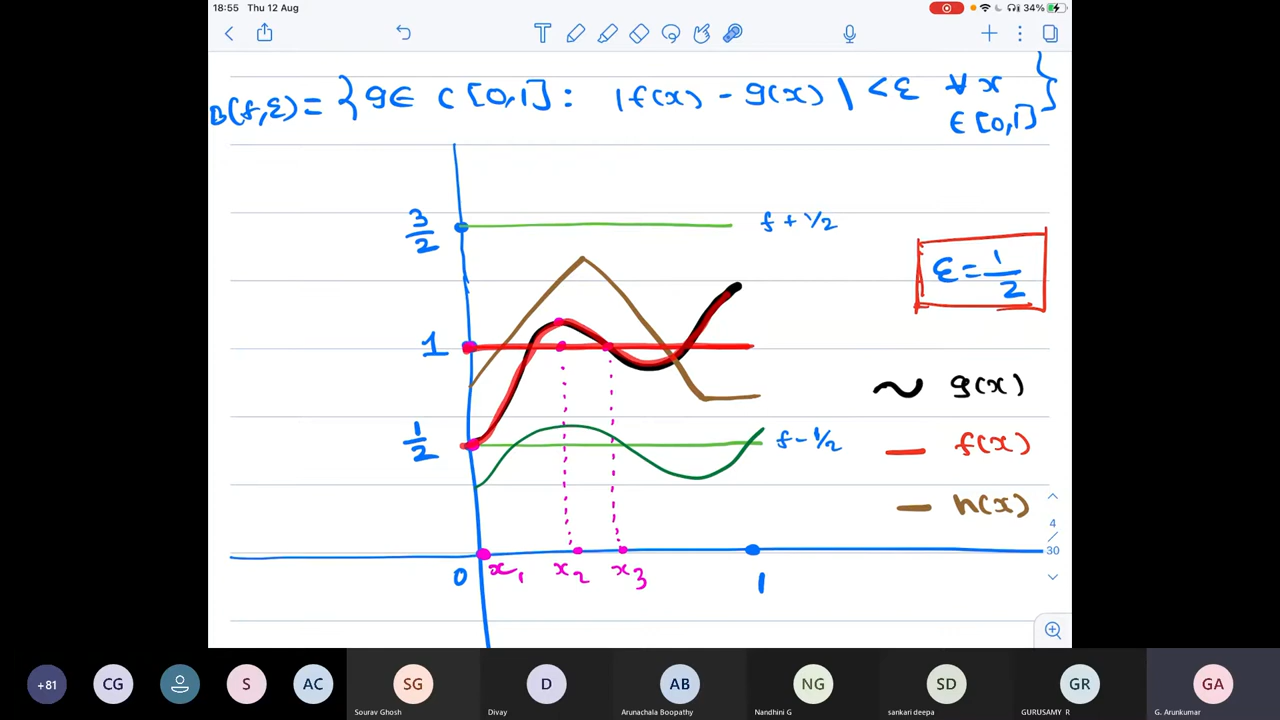 18:55 Thu 12 Aug
34%
B(f,ε) = { g ∈ C [0,1] : |f(x) - g(x)| < ε ∀ x ∈ [0,1] }
3/2
f + 1/2
ε = 1/2
1
g(x)
1/2
f - 1/2
f(x)
h(x)
4
/
30
0 x₁ x₂ x₃ 1
+81 CG S AC SG D AB NG SD GR GA
Sourav Ghosh Divay Arunachala Boopathy Nandhini G sankari deepa GURUSAMY R G. Arunkumar